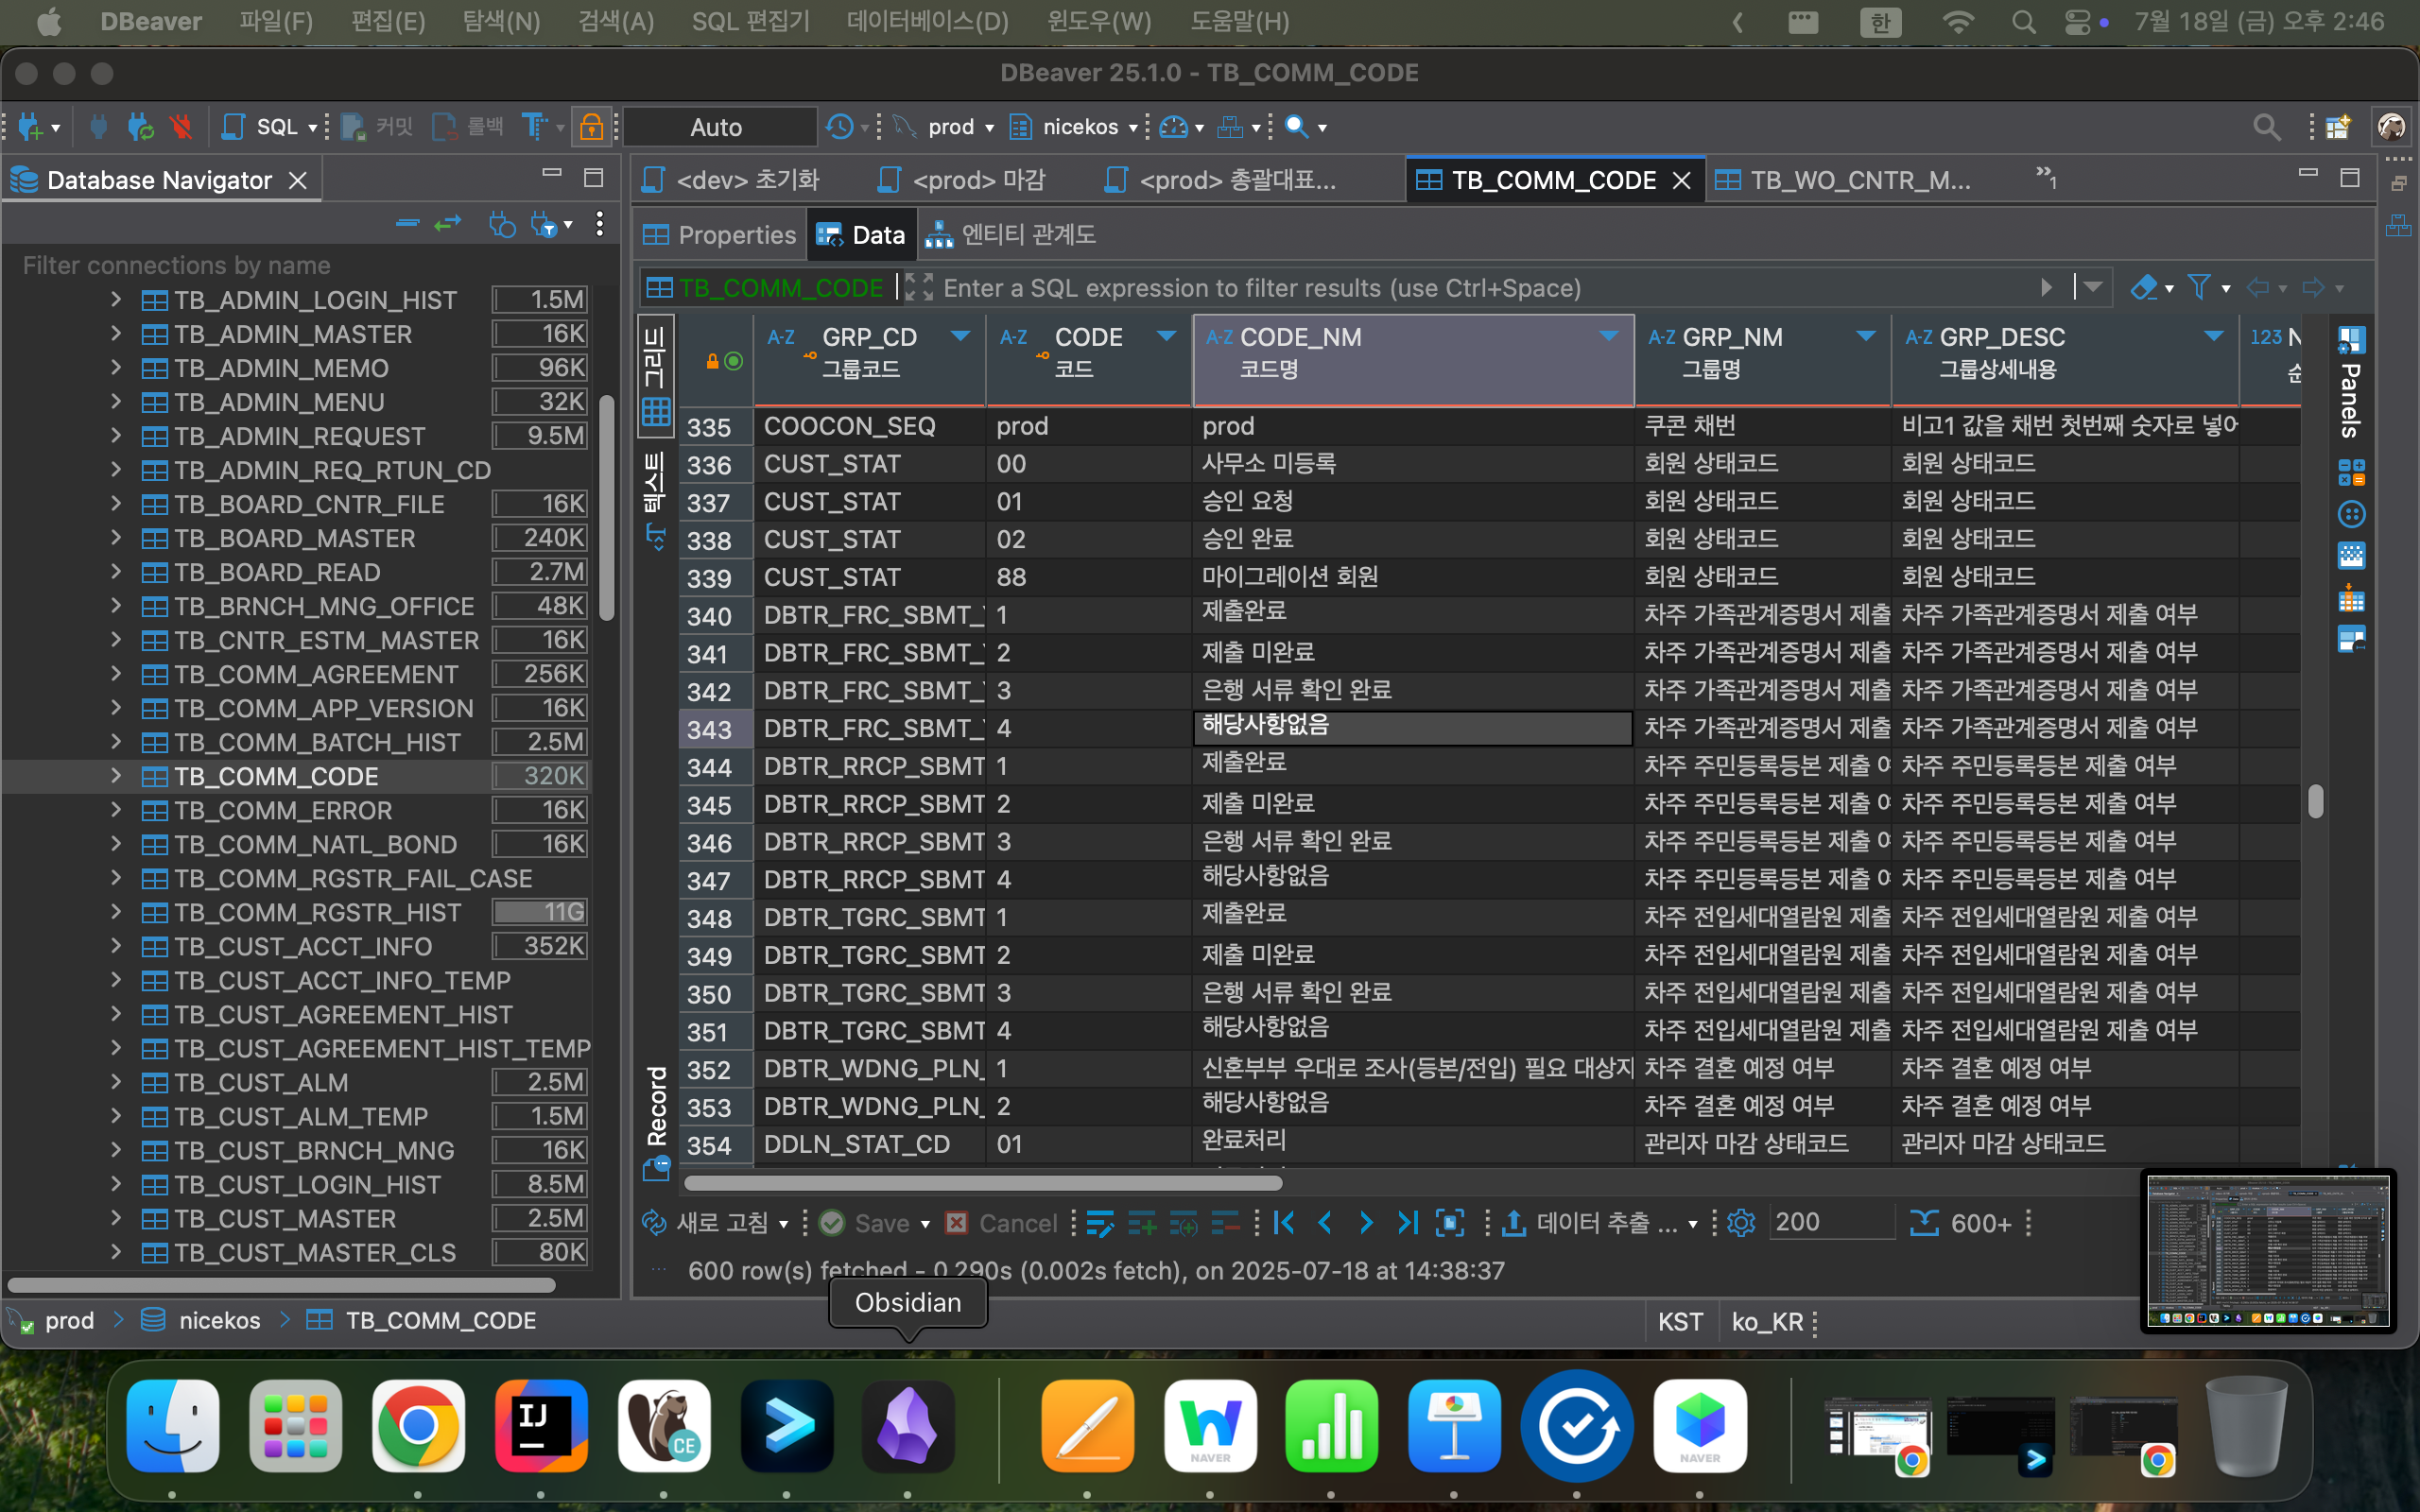 DBeaver 파일(F) 편집(E) 탐색(N) 검색(A) SQL 편집기 데이터베이스(D) 윈도우(W) 도움말(H) 한 7월 18일 (금) 오후 2:46
DBeaver 25.1.0 - TB_COMM_CODE
SQL 커밋 롤백 Auto prod nicekos
Database Navigator
<dev> 초기화 <prod> 마감 <prod> 총괄대표... TB_COMM_CODE TB_WO_CNTR_M... 1
Properties Data 엔티티 관계도
Filter connections by name
TB_COMM_CODE Enter a SQL expression to filter results (use Ctrl+Space)
TB_ADMIN_LOGIN_HIST 1.5M
TB_ADMIN_MASTER 16K
TB_ADMIN_MEMO 96K
TB_ADMIN_MENU 32K
TB_ADMIN_REQUEST 9.5M
TB_ADMIN_REQ_RTUN_CD
TB_BOARD_CNTR_FILE 16K
TB_BOARD_MASTER 240K
TB_BOARD_READ 2.7M
TB_BRNCH_MNG_OFFICE 48K
TB_CNTR_ESTM_MASTER 16K
TB_COMM_AGREEMENT 256K
TB_COMM_APP_VERSION 16K
TB_COMM_BATCH_HIST 2.5M
TB_COMM_CODE 320K
TB_COMM_ERROR 16K
TB_COMM_NATL_BOND 16K
TB_COMM_RGSTR_FAIL_CASE
TB_COMM_RGSTR_HIST 11G
TB_CUST_ACCT_INFO 352K
TB_CUST_ACCT_INFO_TEMP
TB_CUST_AGREEMENT_HIST
TB_CUST_AGREEMENT_HIST_TEMP
TB_CUST_ALM 2.5M
TB_CUST_ALM_TEMP 1.5M
TB_CUST_BRNCH_MNG 16K
TB_CUST_LOGIN_HIST 8.5M
TB_CUST_MASTER 2.5M
TB_CUST_MASTER_CLS 80K
그리드
텍스트
Record
A-Z GRP_CD A-Z CODE A-Z CODE_NM A-Z GRP_NM A-Z GRP_DESC 123 N
그룹코드 코드 코드명 그룹명 그룹상세내용 순
335 COOCON_SEQ prod prod 쿠콘 채번 비고1 값을 채번 첫번째 숫자로 넣어
336 CUST_STAT 00 사무소 미등록 회원 상태코드 회원 상태코드
337 CUST_STAT 01 승인 요청 회원 상태코드 회원 상태코드
338 CUST_STAT 02 승인 완료 회원 상태코드 회원 상태코드
339 CUST_STAT 88 마이그레이션 회원 회원 상태코드 회원 상태코드
340 DBTR_FRC_SBMT_Y 1 제출완료 차주 가족관계증명서 제출 차주 가족관계증명서 제출 여부
341 DBTR_FRC_SBMT_Y 2 제출 미완료 차주 가족관계증명서 제출 차주 가족관계증명서 제출 여부
342 DBTR_FRC_SBMT_Y 3 은행 서류 확인 완료 차주 가족관계증명서 제출 차주 가족관계증명서 제출 여부
343 DBTR_FRC_SBMT_Y 4 해당사항없음 차주 가족관계증명서 제출 차주 가족관계증명서 제출 여부
344 DBTR_RRCP_SBMT 1 제출완료 차주 주민등록등본 제출 여 차주 주민등록등본 제출 여부
345 DBTR_RRCP_SBMT 2 제출 미완료 차주 주민등록등본 제출 여 차주 주민등록등본 제출 여부
346 DBTR_RRCP_SBMT 3 은행 서류 확인 완료 차주 주민등록등본 제출 여 차주 주민등록등본 제출 여부
347 DBTR_RRCP_SBMT 4 해당사항없음 차주 주민등록등본 제출 여 차주 주민등록등본 제출 여부
348 DBTR_TGRC_SBMT 1 제출완료 차주 전입세대열람원 제출 차주 전입세대열람원 제출 여부
349 DBTR_TGRC_SBMT 2 제출 미완료 차주 전입세대열람원 제출 차주 전입세대열람원 제출 여부
350 DBTR_TGRC_SBMT 3 은행 서류 확인 완료 차주 전입세대열람원 제출 차주 전입세대열람원 제출 여부
351 DBTR_TGRC_SBMT 4 해당사항없음 차주 전입세대열람원 제출 차주 전입세대열람원 제출 여부
352 DBTR_WDNG_PLN_ 1 신혼부부 우대로 조사(등본/전입) 필요 대상자 차주 결혼 예정 여부 차주 결혼 예정 여부
353 DBTR_WDNG_PLN_ 2 해당사항없음 차주 결혼 예정 여부 차주 결혼 예정 여부
354 DDLN_STAT_CD 01 완료처리 관리자 마감 상태코드 관리자 마감 상태코드
Panels
새로 고침 Save Cancel 데이터 추출 ... 200 600+
600 row(s) fetched - 0.290s (0.002s fetch), on 2025-07-18 at 14:38:37
Obsidian
prod nicekos TB_COMM_CODE KST ko_KR
IJ
CE
NAVER
NAVER